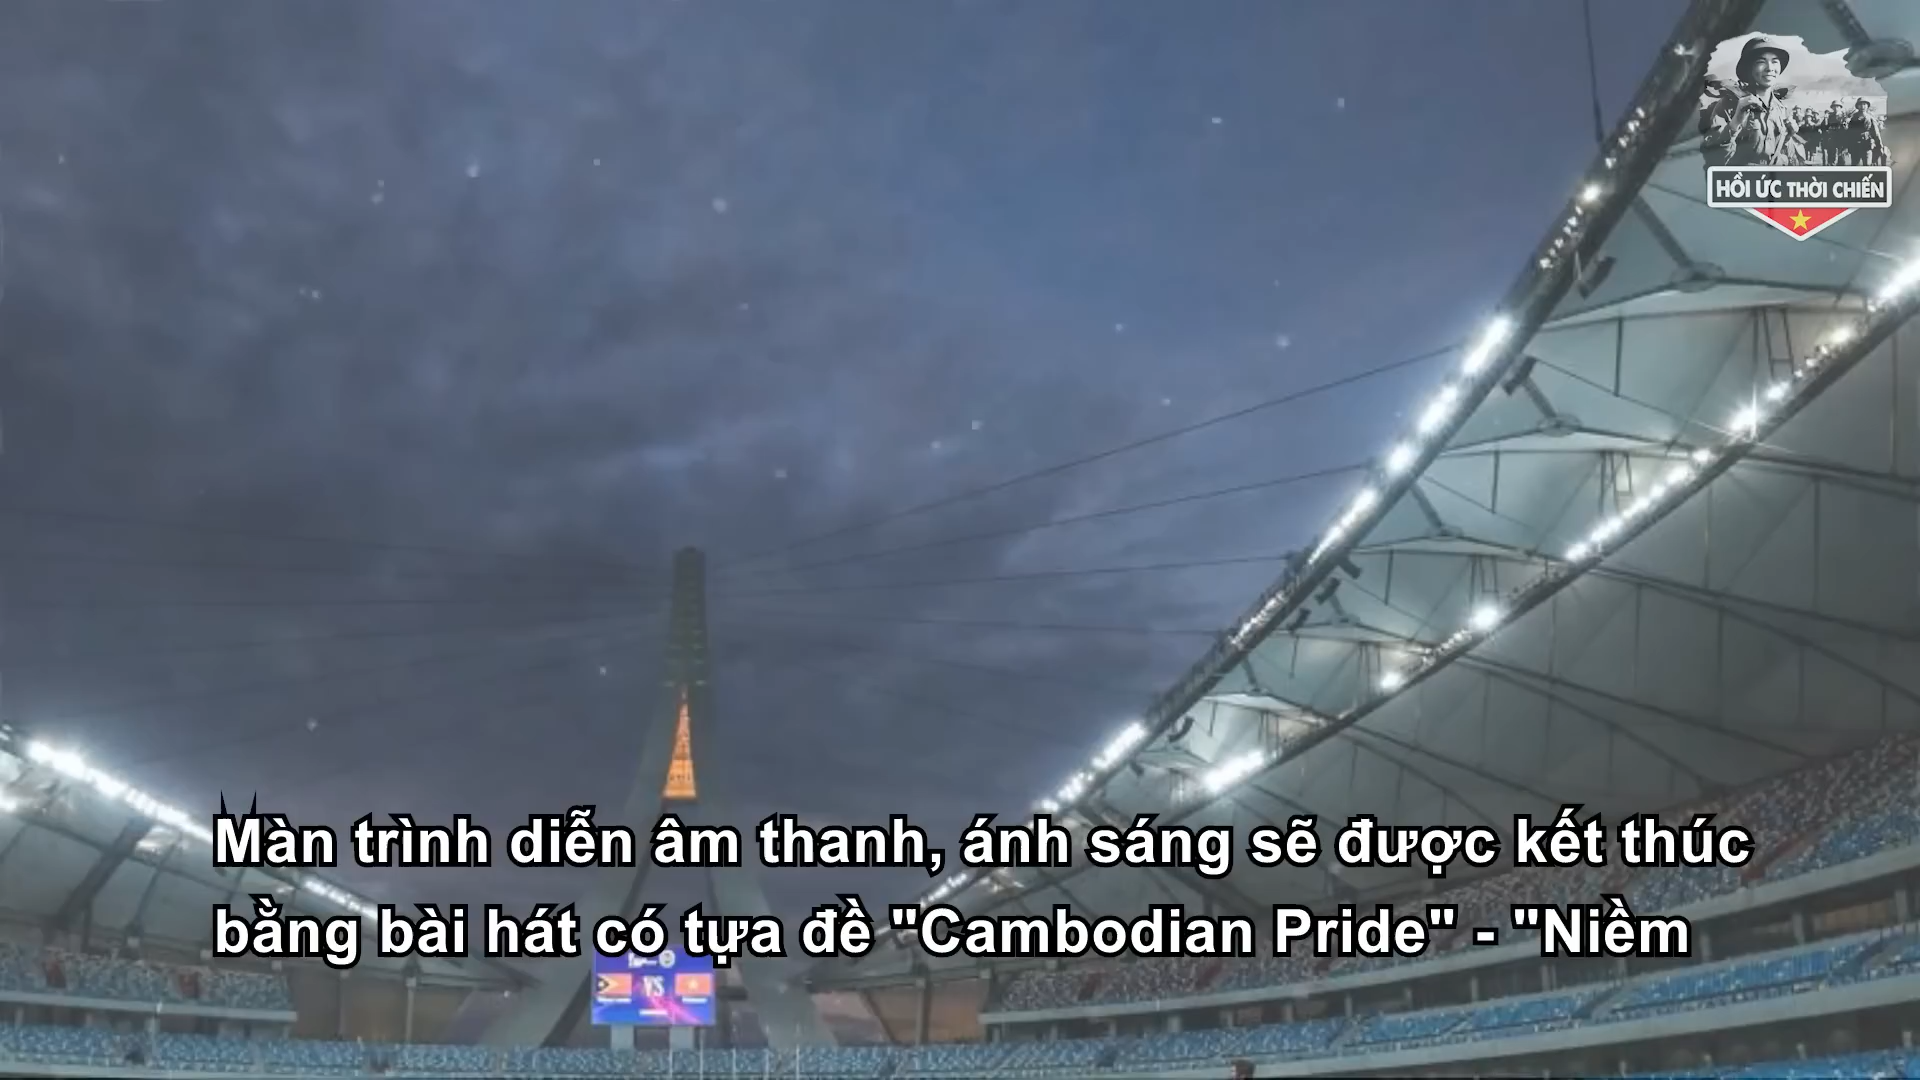 HỒI ỨC THỜI CHIẾN
Màn trình diễn âm thanh, ánh sáng sẽ được kết thúc
bằng bài hát có tựa đề "Cambodian Pride" - "Niềm
VS